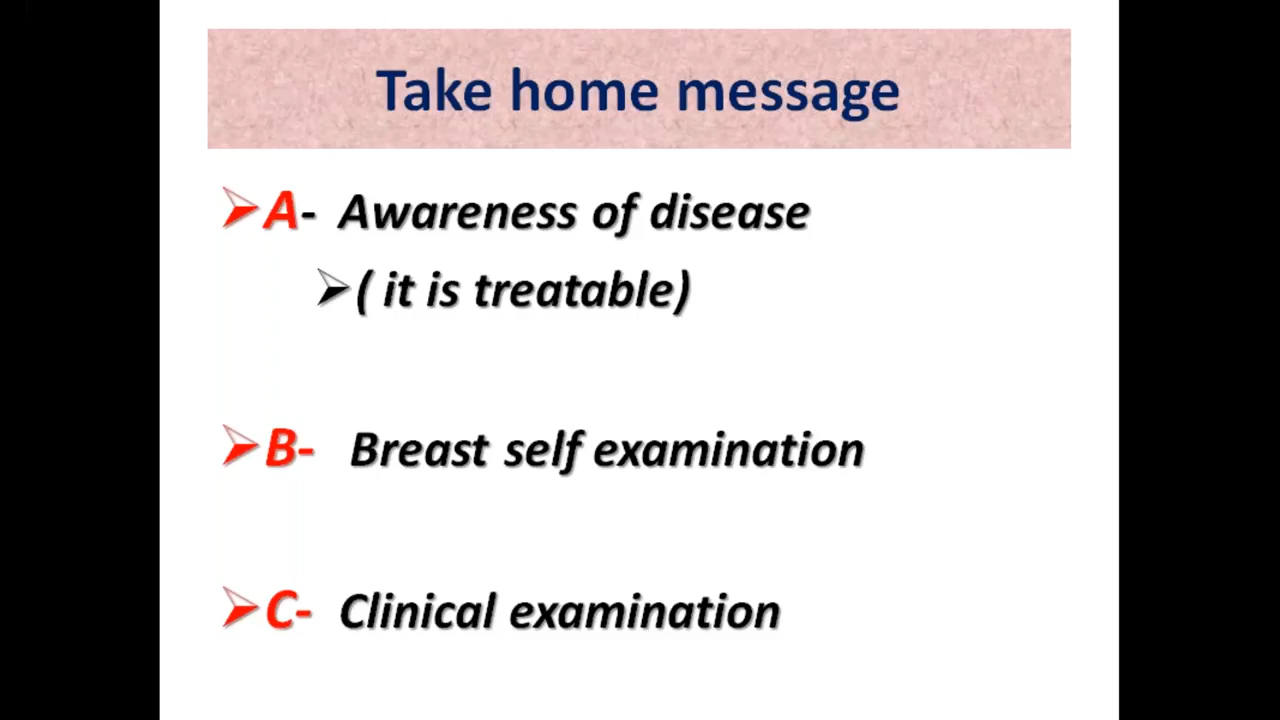 Take home message
A- Awareness of disease
( it is treatable)
B- Breast self examination
C- Clinical examination